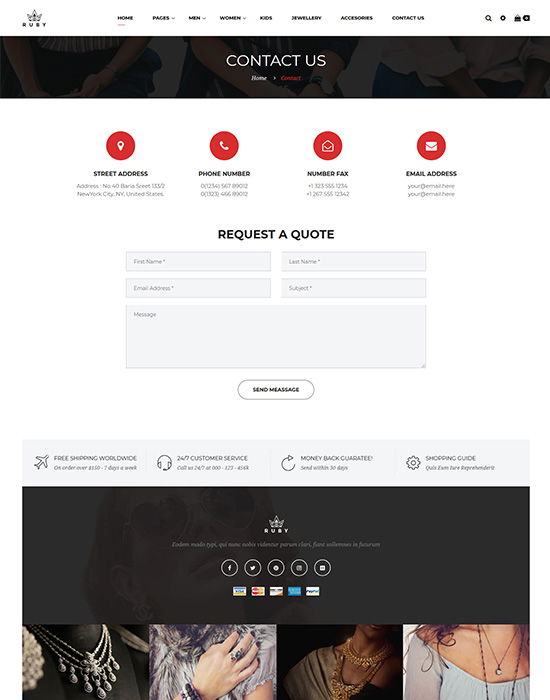 HOME PAGES MEN WOMEN KIDS JEWELLERY ACCESORIES CONTACT US
RUBY
CONTACT US
Home > Contact
STREET ADDRESS
Address : No 40 Baria Sreet 133/2
NewYork City, NY, United States.
PHONE NUMBER
0(1234) 567 89012
0(1323) 466 89012
NUMBER FAX
+1 323 555 1234
+1 267 555 12342
EMAIL ADDRESS
your@email.here
your@email.here
REQUEST A QUOTE
First Name *
Last Name *
Email Address *
Subject *
Message
SEND MEASSAGE
FREE SHIPPING WORLDWIDE
On order over $150 - 7 days a week
24/7 CUSTOMER SERVICE
Call us 24/7 at 000 - 123 - 456k
MONEY BACK GUARATEE!
Send within 30 days
SHOPPING GUIDE
Quis Eum Iure Reprehenderit
RUBY
Eodem modo typi, qui nunc nobis videntur parum clari, fiant sollemnes in futurum
VISA
PayPal